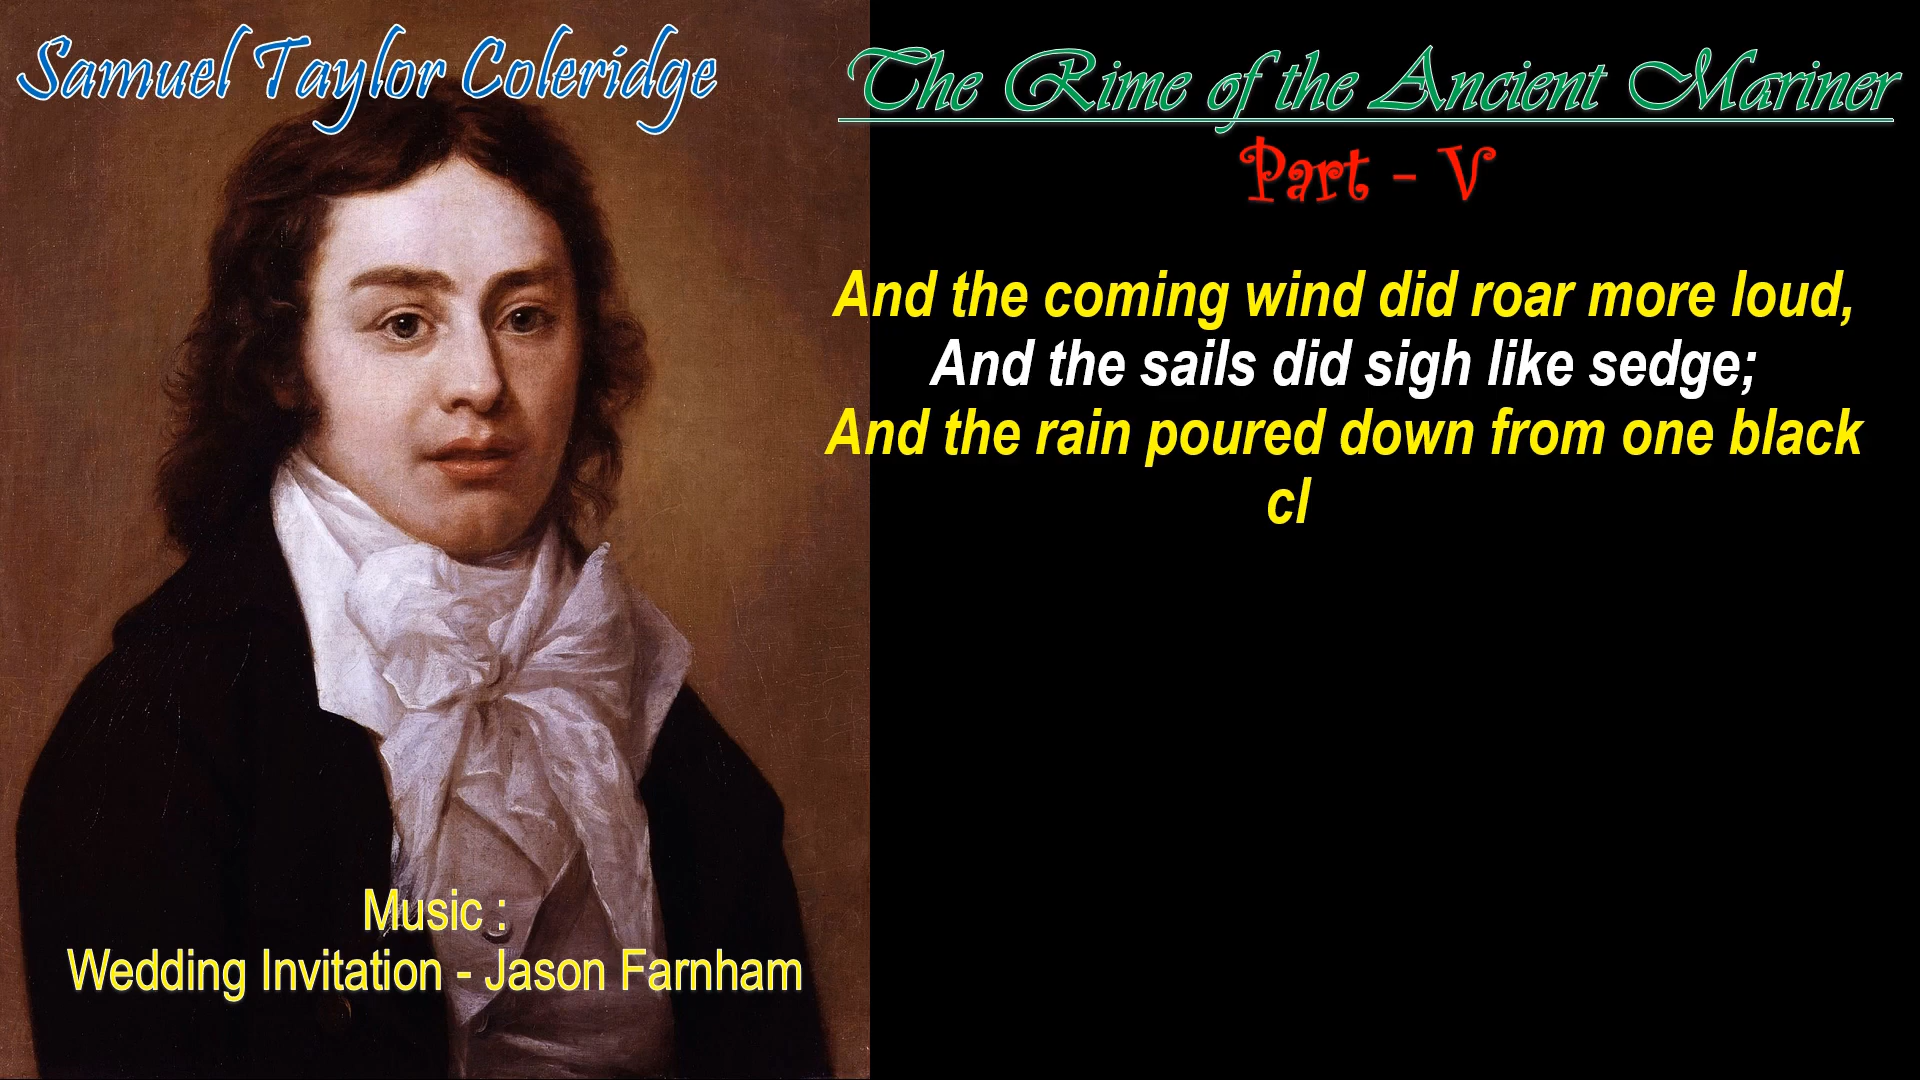 Samuel Taylor Coleridge
The Rime of the Ancient Mariner
Part - V
And the coming wind did roar more loud,
And the sails did sigh like sedge;
And the rain poured down from one black
cl
Music :
Wedding Invitation - Jason Farnham